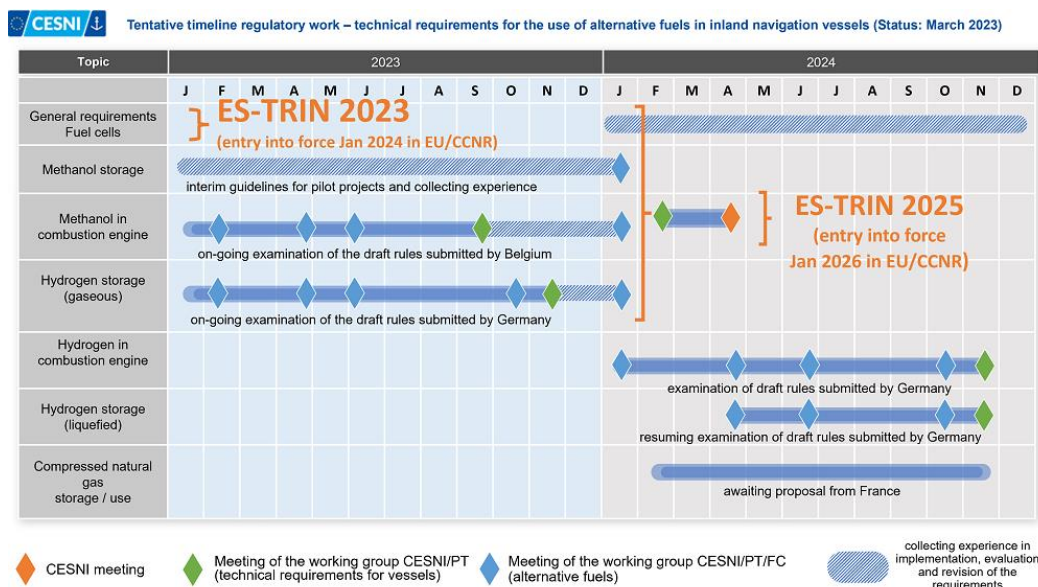 CESNI
Tentative timeline regulatory work – technical requirements for the use of alternative fuels in inland navigation vessels (Status: March 2023)
Topic 2023 2024
J F M A M J J A S O N D J F M A M J J A S O N D
General requirements
Fuel cells
ES-TRIN 2023
(entry into force Jan 2024 in EU/CCNR)
Methanol storage
interim guidelines for pilot projects and collecting experience
Methanol in
combustion engine
on-going examination of the draft rules submitted by Belgium
ES-TRIN 2025
(entry into force
Jan 2026 in EU/CCNR)
Hydrogen storage
(gaseous)
on-going examination of the draft rules submitted by Germany
Hydrogen in
combustion engine
examination of draft rules submitted by Germany
Hydrogen storage
(liquefied)
resuming examination of draft rules submitted by Germany
Compressed natural
gas
storage / use
awaiting proposal from France
CESNI meeting
Meeting of the working group CESNI/PT
(technical requirements for vessels)
Meeting of the working group CESNI/PT/FC
(alternative fuels)
collecting experience in
implementation, evaluation
and revision of the
requirements